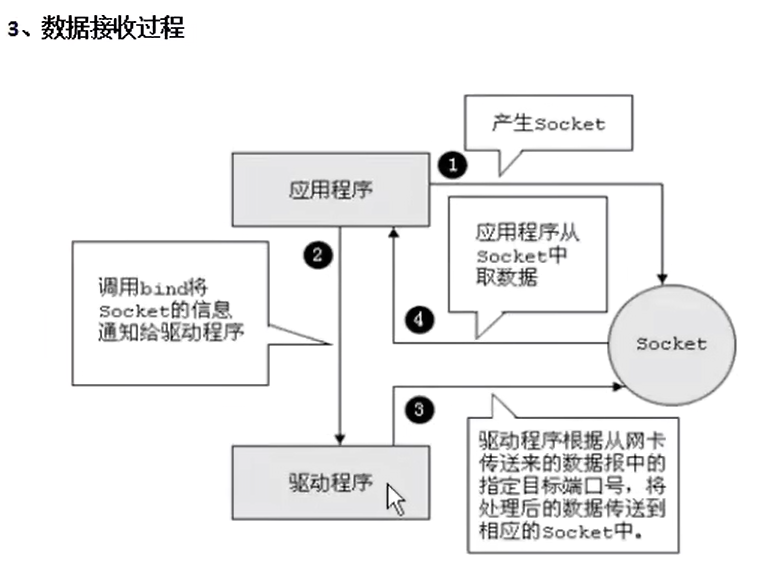 3、数据接收过程
产生Socket
1
应用程序
2
应用程序从
Socket中
取数据
调用bind将
Socket的信息
通知给驱动程序
4
Socket
3
驱动程序
驱动程序根据从网卡
传送来的数据报中的
指定目标端口号，将
处理后的数据传送到
相应的Socket中。